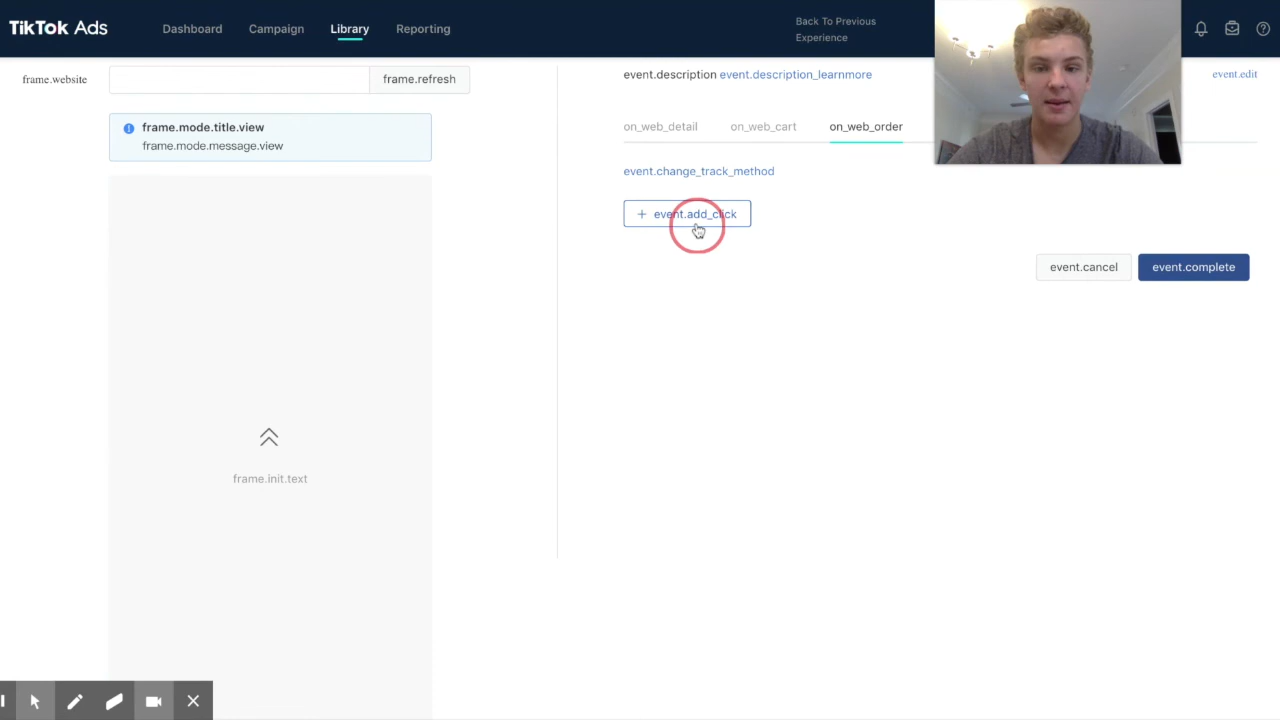 TikTok Ads
Dashboard
Campaign
Library
Reporting
Back To Previous
Experience
frame.website
frame.refresh
frame.mode.title.view
frame.mode.message.view
frame.init.text
event.description event.description_learnmore
event.edit
on_web_detail
on_web_cart
on_web_order
event.change_track_method
+ event.add_click
event.cancel
event.complete